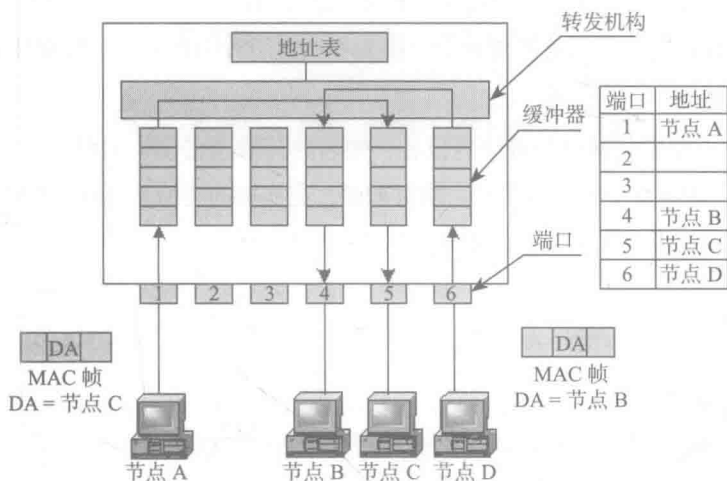 转发机构
地址表
缓冲器
端口 地址
1 节点 A
2
3
4 节点 B
5 节点 C
6 节点 D
端口
1 2 3 4 5 6
DA
MAC 帧
DA = 节点 C
DA
MAC 帧
DA = 节点 B
节点 A 节点 B 节点 C 节点 D